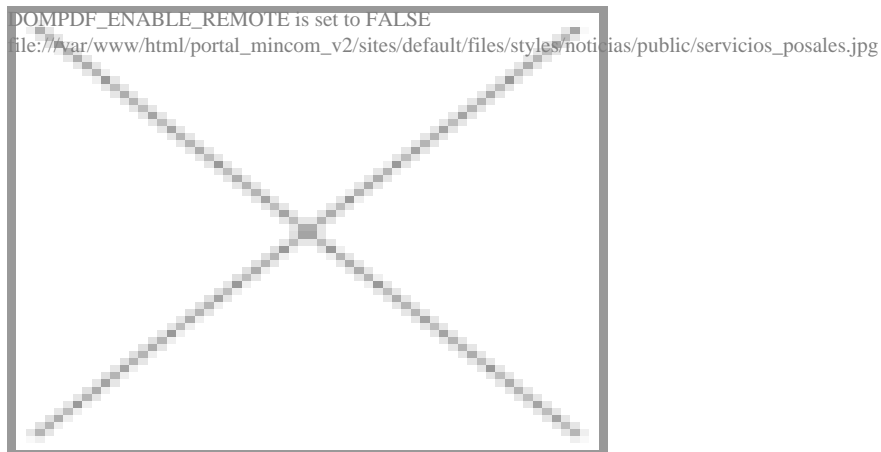 DOMPDF_ENABLE_REMOTE is set to FALSE
file:///var/www/html/portal_mincom_v2/sites/default/files/styles/noticias/public/servicios_posales.jpg